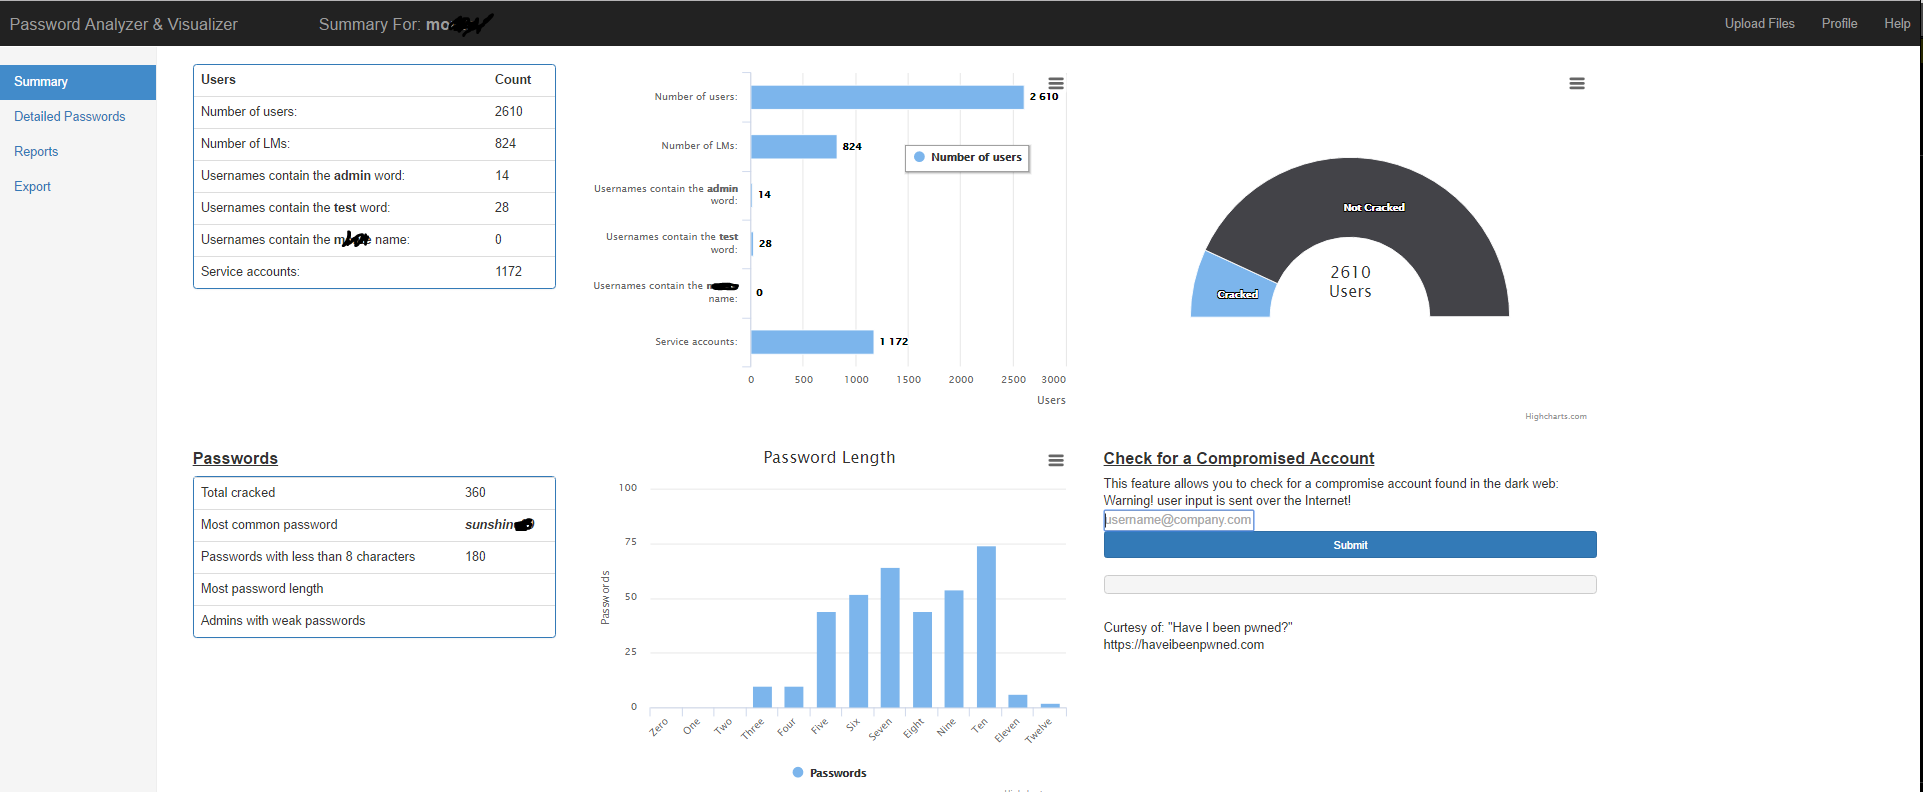 Password Analyzer & Visualizer
Summary For: mo
Upload Files
Profile
Help
Summary
Detailed Passwords
Reports
Export
Users Count
Number of users: 2610
Number of LMs: 824
Usernames contain the admin word: 14
Usernames contain the test word: 28
Usernames contain the name: 0
Service accounts: 1172
Number of users: 2 610
Number of LMs: 824
Number of users
Usernames contain the admin
word: 14
Usernames contain the test
word: 28
Usernames contain the
name: 0
Service accounts: 1 172
0 500 1000 1500 2000 2500 3000
Users
Not Cracked
Cracked
2610
Users
Highcharts.com
Passwords
Total cracked 360
Most common password sunshin
Passwords with less than 8 characters 180
Most password length
Admins with weak passwords
Password Length
100
75
50
25
0
Passwords
Zero One Two Three Four Five Six Seven Eight Nine Ten Eleven Twelve
Passwords
Check for a Compromised Account
This feature allows you to check for a compromise account found in the dark web:
Warning! user input is sent over the Internet!
username@company.com
Submit
Curtesy of: "Have I been pwned?"
https://haveibeenpwned.com